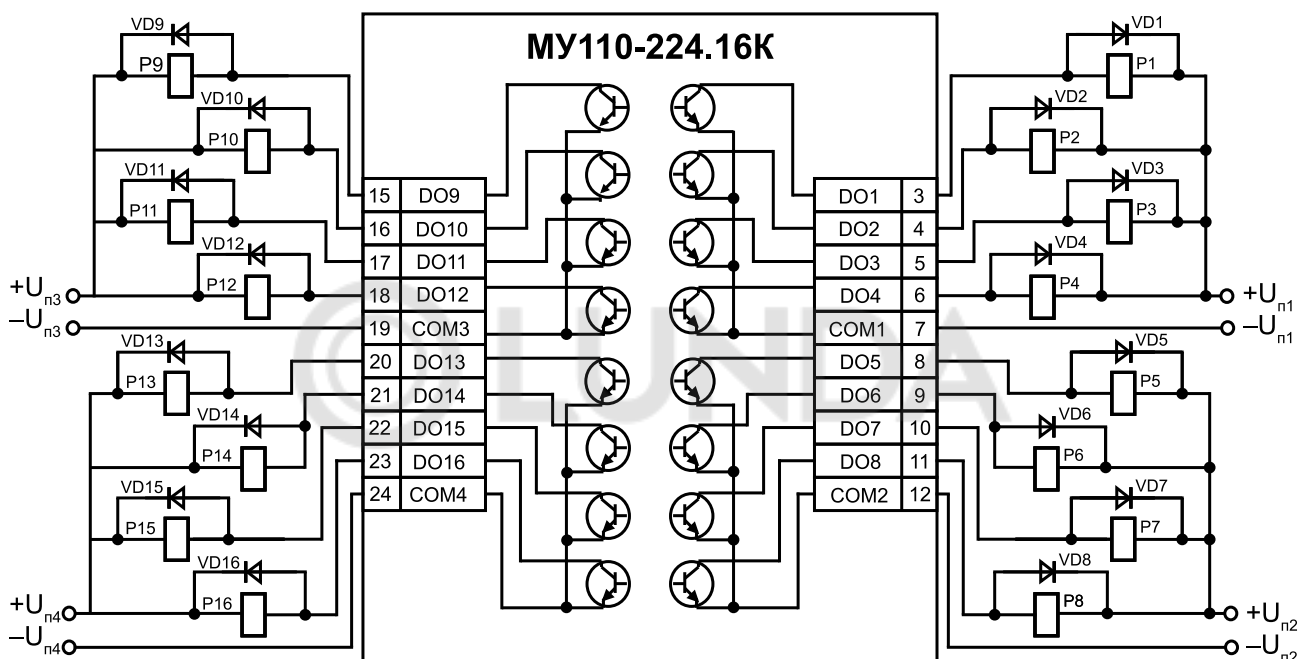 МУ110-224.16К
VD9
P9
VD10
P10
VD11
P11
VD12
P12
+Uп3
–Uп3
VD13
P13
VD14
P14
VD15
P15
VD16
P16
+Uп4
–Uп4
15 DO9
16 DO10
17 DO11
18 DO12
19 COM3
20 DO13
21 DO14
22 DO15
23 DO16
24 COM4
DO1 3
DO2 4
DO3 5
DO4 6
COM1 7
DO5 8
DO6 9
DO7 10
DO8 11
COM2 12
VD1
P1
VD2
P2
VD3
P3
VD4
P4
+Uп1
–Uп1
VD5
P5
VD6
P6
VD7
P7
VD8
P8
+Uп2
–Uп2
© LUNDA